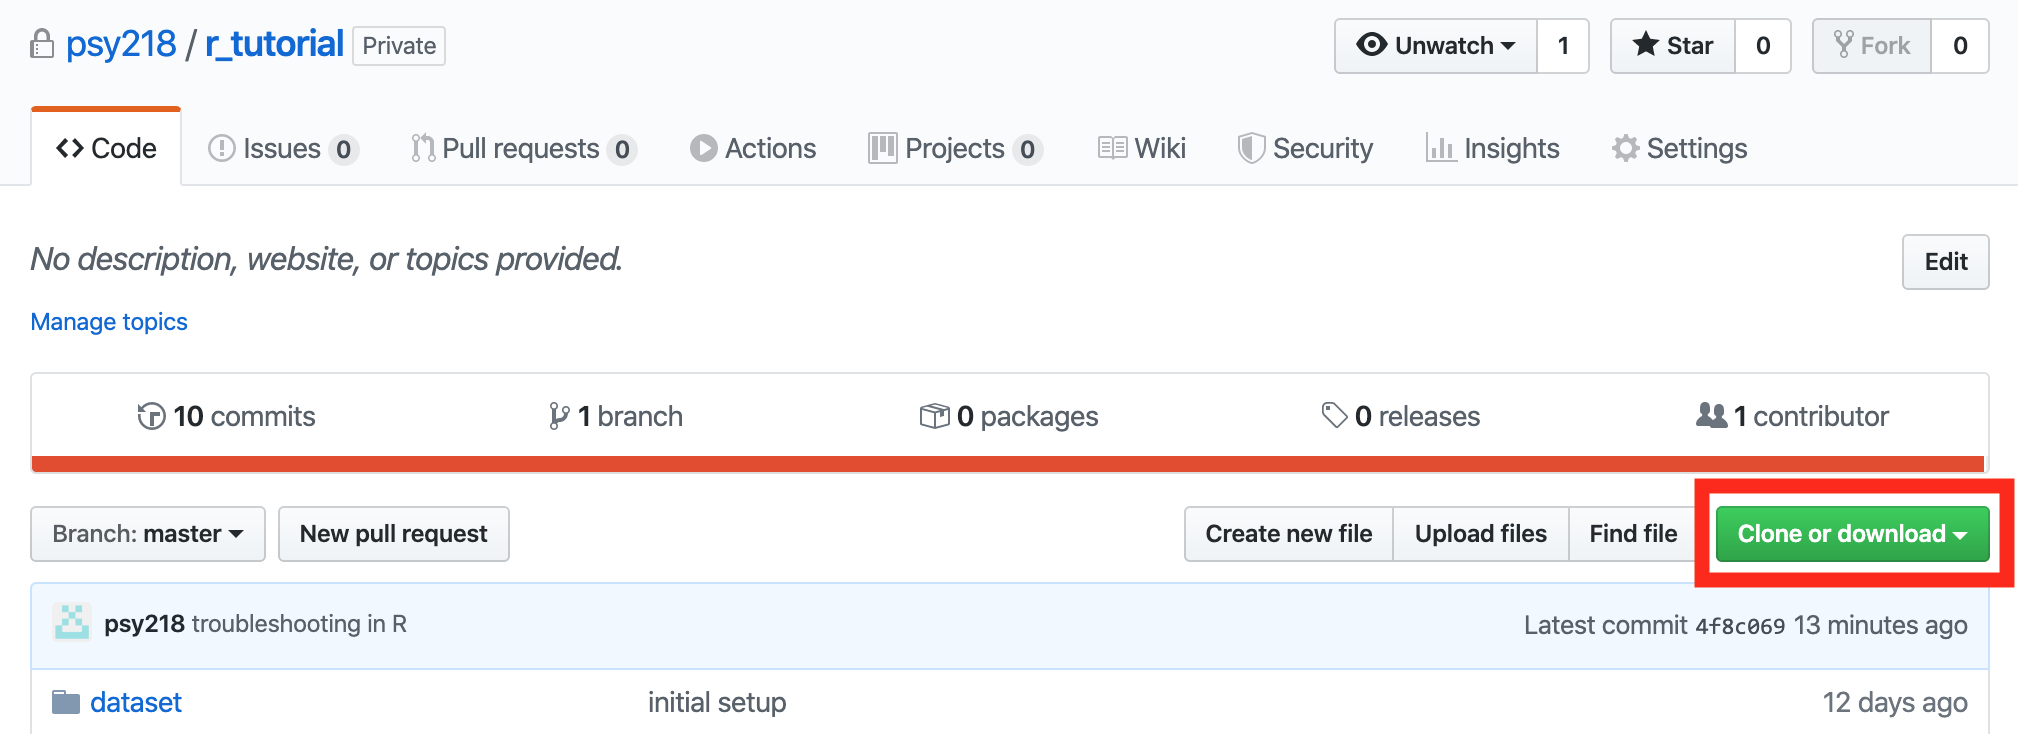 psy218 / r_tutorial Private Unwatch 1 Star 0 Fork 0
Code Issues 0 Pull requests 0 Actions Projects 0 Wiki Security Insights Settings
No description, website, or topics provided. Edit
Manage topics
10 commits 1 branch 0 packages 0 releases 1 contributor
Branch: master New pull request Create new file Upload files Find file Clone or download
psy218 troubleshooting in R Latest commit 4f8c069 13 minutes ago
dataset initial setup 12 days ago